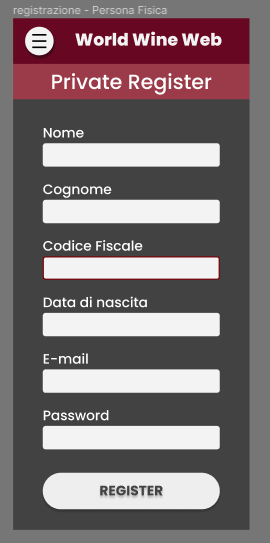 registrazione - Persona Fisica
World Wine Web
Private Register
Nome
Cognome
Codice Fiscale
Data di nascita
E-mail
Password
REGISTER